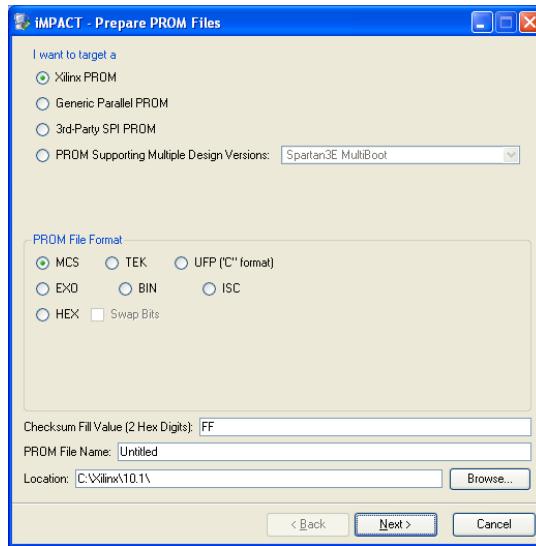 iMPACT - Prepare PROM Files
I want to target a
Xilinx PROM
Generic Parallel PROM
3rd-Party SPI PROM
PROM Supporting Multiple Design Versions: Spartan3E MultiBoot
PROM File Format
MCS TEK UFP ("C" format)
EXO BIN ISC
HEX Swap Bits
Checksum Fill Value (2 Hex Digits): FF
PROM File Name: Untitled
Location: C:\Xilinx\10.1\ Browse...
< Back Next > Cancel